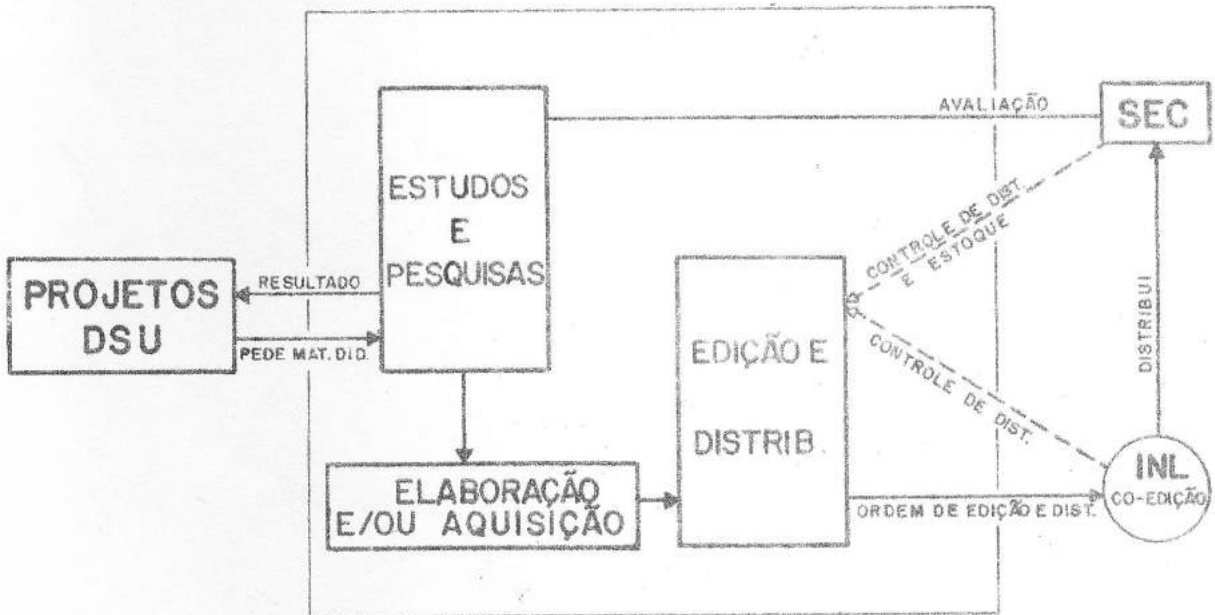 AVALIAÇÃO
SEC
ESTUDOS
E
PESQUISAS
CONTROLE DE DIST.
E ESTOQUE
PROJETOS
DSU
RESULTADO
PEDE MAT. DID.
EDIÇÃO E
DISTRIB.
CONTROLE DE DIST.
DISTRIBUI
ELABORAÇÃO
E/OU AQUISIÇÃO
ORDEM DE EDIÇÃO E DIST.
INL
CO-EDIÇÃO